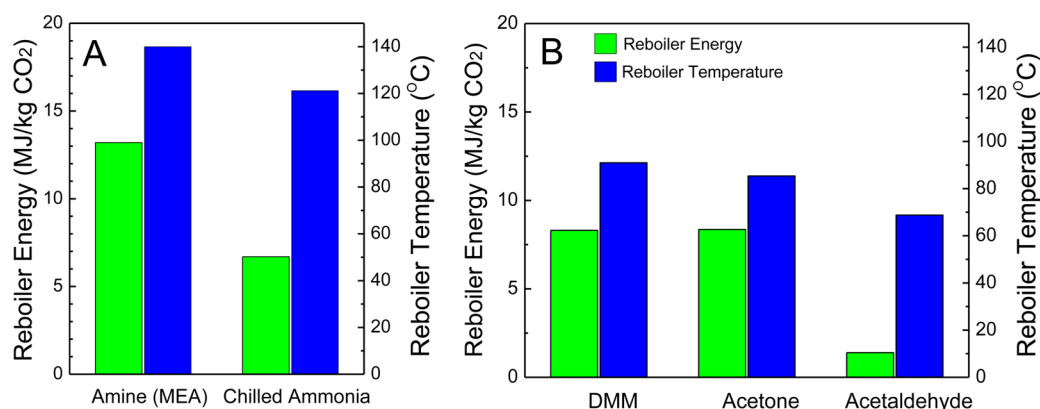 A
Reboiler Energy (MJ/kg CO2)
20
15
10
5
0
Amine (MEA)
Chilled Ammonia
140
120
100
80
60
40
20
0
Reboiler Temperature (°C)
B
Reboiler Energy
Reboiler Temperature
Reboiler Energy (MJ/kg CO2)
20
15
10
5
0
DMM
Acetone
Acetaldehyde
140
120
100
80
60
40
20
0
Reboiler Temperature (°C)